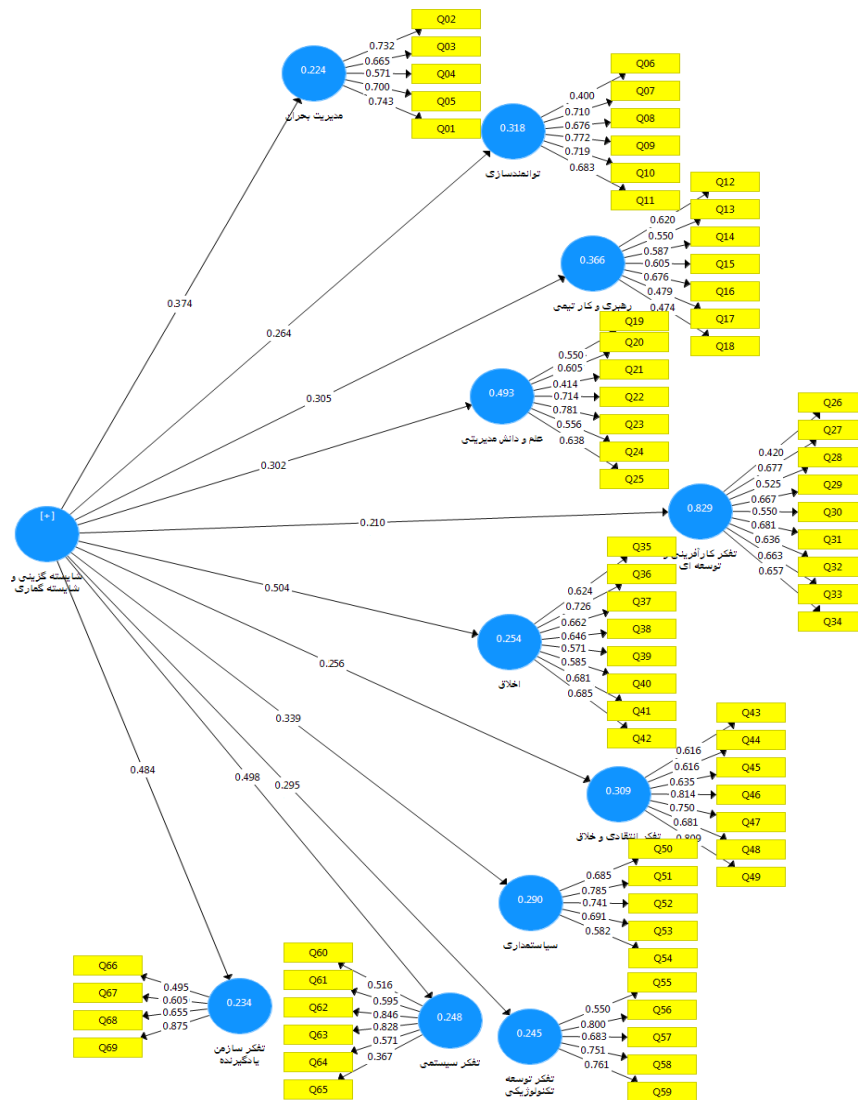 Q02
Q03
Q04
Q05
Q01
0.732
0.665
0.571
0.700
0.743
0.224
مدیریت بحران
Q06
Q07
Q08
Q09
Q10
Q11
0.400
0.710
0.676
0.772
0.719
0.683
0.318
توانمندسازی
Q12
Q13
Q14
Q15
Q16
Q17
Q18
0.620
0.550
0.587
0.605
0.676
0.479
0.474
0.366
رهبری و کار تیمی
Q19
Q20
Q21
Q22
Q23
Q24
Q25
0.550
0.605
0.414
0.714
0.781
0.556
0.638
0.493
علم و دانش مدیریتی
Q26
Q27
Q28
Q29
Q30
Q31
Q32
Q33
Q34
0.420
0.677
0.525
0.667
0.550
0.681
0.636
0.663
0.657
0.829
تفکر کارآفرینی و
توسعه ای
0.374
0.264
0.305
0.302
0.210
0.504
0.256
0.339
0.295
0.498
0.484
[+]
شایسته گزینی و
شایسته گماری
Q35
Q36
Q37
Q38
Q39
Q40
Q41
Q42
0.624
0.726
0.662
0.646
0.571
0.585
0.681
0.685
0.254
اخلاق
Q43
Q44
Q45
Q46
Q47
Q48
Q49
0.616
0.616
0.635
0.814
0.750
0.681
0.809
0.309
تفکر انتقادی و خلاق
Q50
Q51
Q52
Q53
Q54
0.685
0.785
0.741
0.691
0.582
0.290
سیاستمداری
Q55
Q56
Q57
Q58
Q59
0.550
0.800
0.683
0.751
0.761
0.245
تفکر توسعه
تکنولوژیکی
Q60
Q61
Q62
Q63
Q64
Q65
0.516
0.595
0.846
0.828
0.571
0.367
0.248
تفکر سیستمی
Q66
Q67
Q68
Q69
0.495
0.605
0.655
0.875
0.234
تفکر سازمن
یادگیرنده